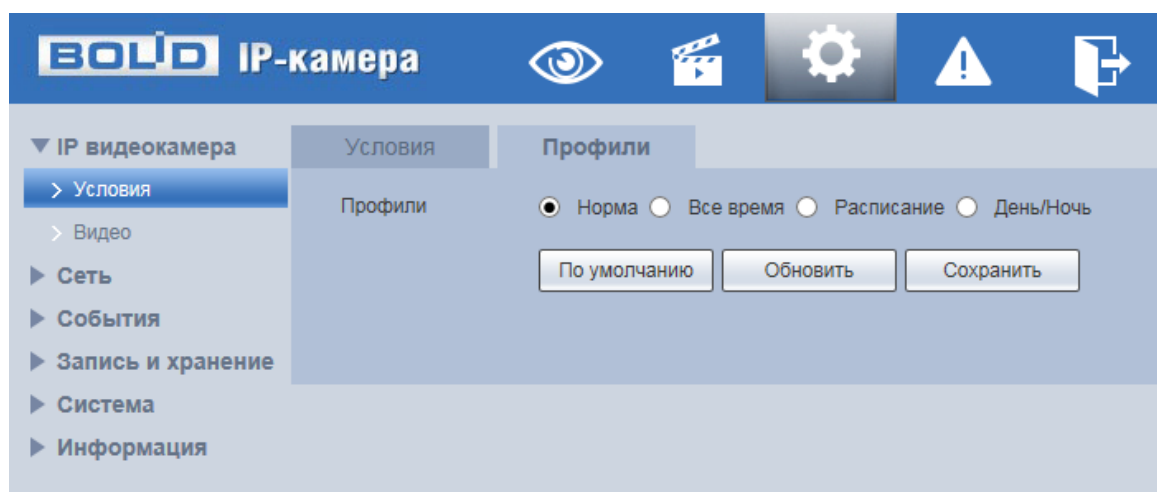 BOLID IP-камера
IP видеокамера
Условия
Видео
Сеть
События
Запись и хранение
Система
Информация
Условия Профили
Профили Норма Все время Расписание День/Ночь
По умолчанию Обновить Сохранить